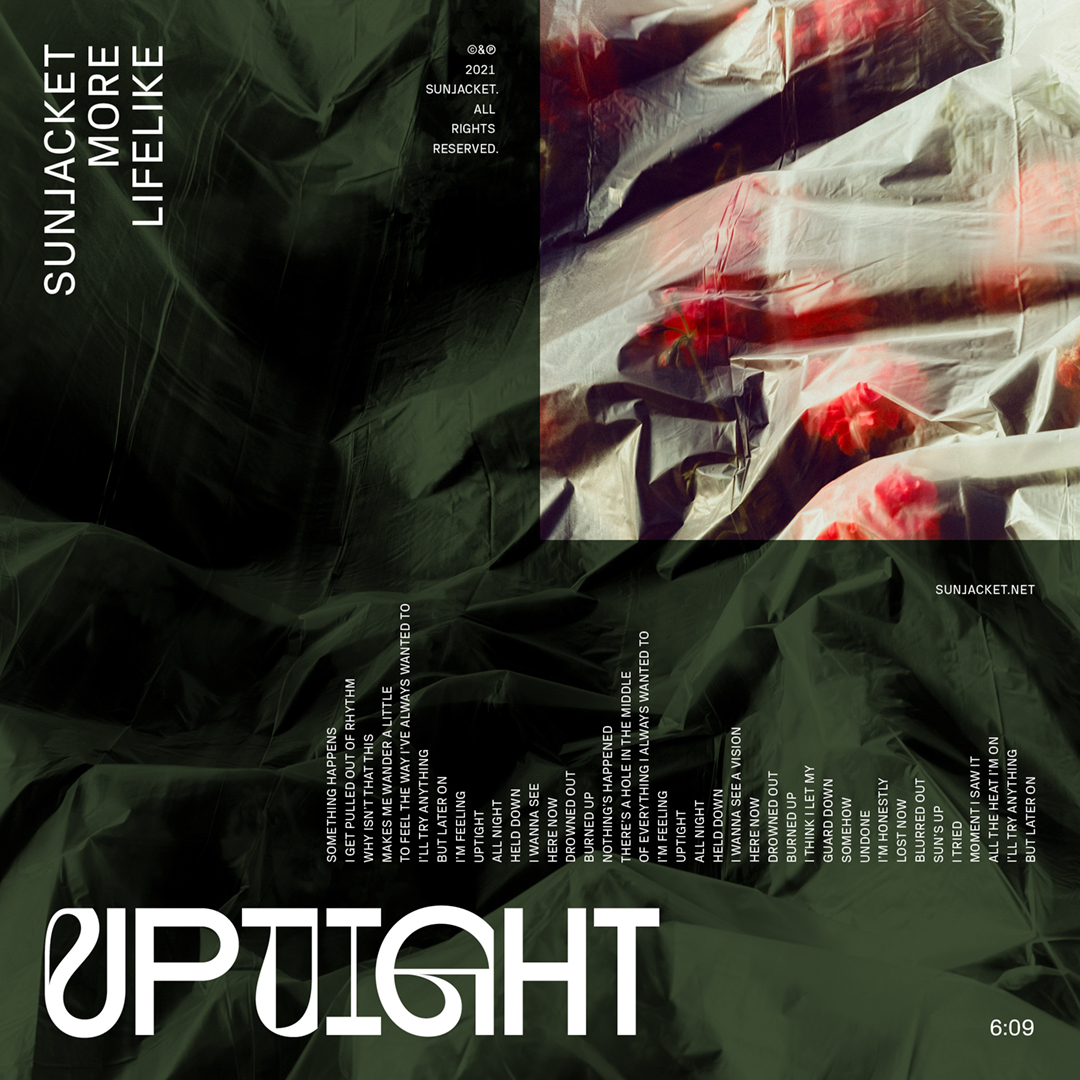 SUNJACKET
MORE
LIFELIKE
©&℗
2021
SUNJACKET.
ALL
RIGHTS
RESERVED.
SUNJACKET.NET
SOMETHING HAPPENS
I GET PULLED OUT OF RHYTHM
WHY ISN'T THAT THIS
MAKES ME WANDER A LITTLE
TO FEEL THE WAY I'VE ALWAYS WANTED TO
I'LL TRY ANYTHING
BUT LATER ON
I'M FEELING
UPTIGHT
ALL NIGHT
HELD DOWN
I WANNA SEE
HERE NOW
DROWNED OUT
BURNED UP
NOTHING'S HAPPENED
THERE'S A HOLE IN THE MIDDLE
OF EVERYTHING I ALWAYS WANTED TO
I'M FEELING
UPTIGHT
ALL NIGHT
HELD DOWN
I WANNA SEE A VISION
HERE NOW
DROWNED OUT
BURNED UP
I THINK I LET MY
GUARD DOWN
SOMEHOW
UNDONE
I'M HONESTLY
LOST NOW
BLURRED OUT
SUN'S UP
I TRIED
MOMENT I SAW IT
ALL THE HEAT I'M ON
I'LL TRY ANYTHING
BUT LATER ON
UPTIGHT
6:09